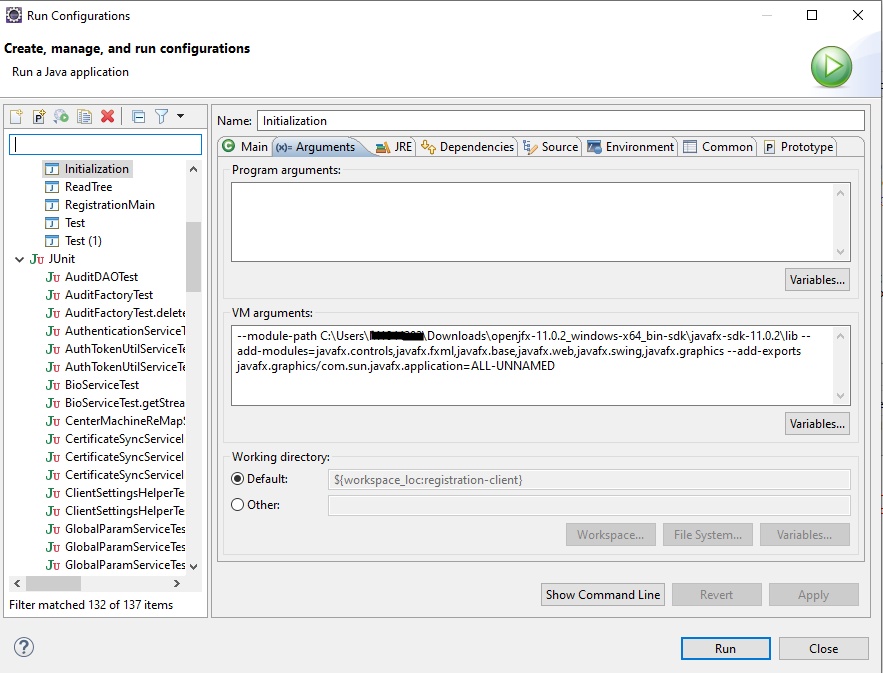 Run Configurations
Create, manage, and run configurations
Run a Java application
Name: Initialization
Main (x)= Arguments JRE Dependencies Source Environment Common Prototype
Initialization
ReadTree
RegistrationMain
Test
Test (1)
JUnit
AuditDAOTest
AuditFactoryTest
AuditFactoryTest.delete
AuthenticationServiceT
AuthTokenUtilServiceTe
AuthTokenUtilServiceTe
BioServiceTest
BioServiceTest.getStrea
CenterMachineReMapS
CertificateSyncServiceI
CertificateSyncServiceI
CertificateSyncServiceI
ClientSettingsHelperTe
ClientSettingsHelperTe
GlobalParamServiceTes
GlobalParamServiceTes
GlobalParamServiceTes
Filter matched 132 of 137 items
Program arguments:
Variables...
VM arguments:
--module-path C:\Users\ \Downloads\openjfx-11.0.2_windows-x64_bin-sdk\javafx-sdk-11.0.2\lib --
add-modules=javafx.controls,javafx.fxml,javafx.base,javafx.web,javafx.swing,javafx.graphics --add-exports
javafx.graphics/com.sun.javafx.application=ALL-UNNAMED
Variables...
Working directory:
Default: ${workspace_loc:registration-client}
Other:
Workspace... File System... Variables...
Show Command Line Revert Apply
Run Close